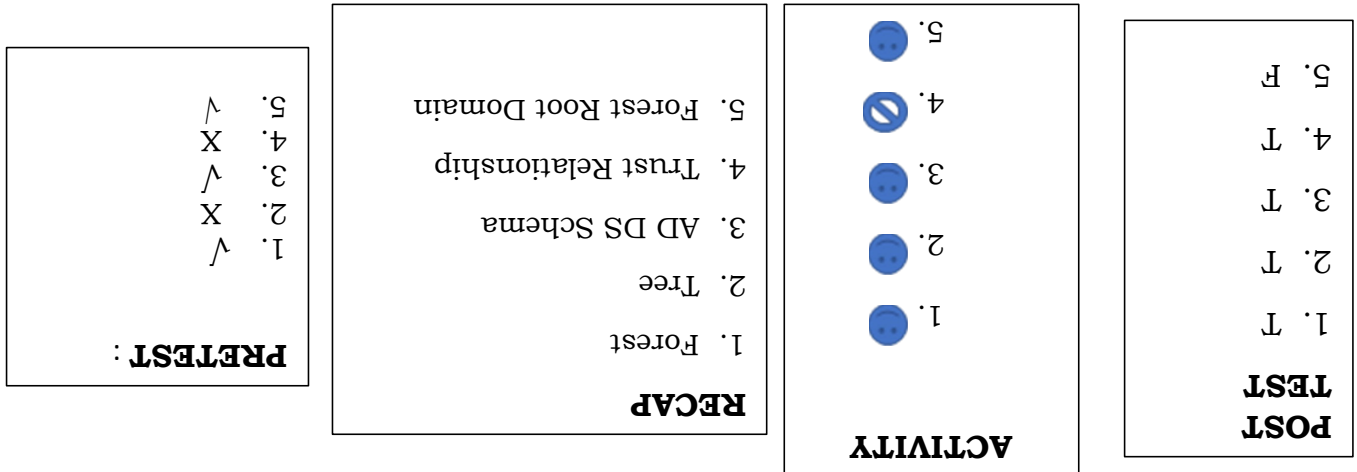 POST
TEST
1. T
2. T
3. T
4. T
5. F
ACTIVITY
1.
2.
3.
4.
5.
RECAP
1. Forest
2. Tree
3. AD DS Schema
4. Trust Relationship
5. Forest Root Domain
PRETEST :
1. √
2. X
3. √
4. X
5. √